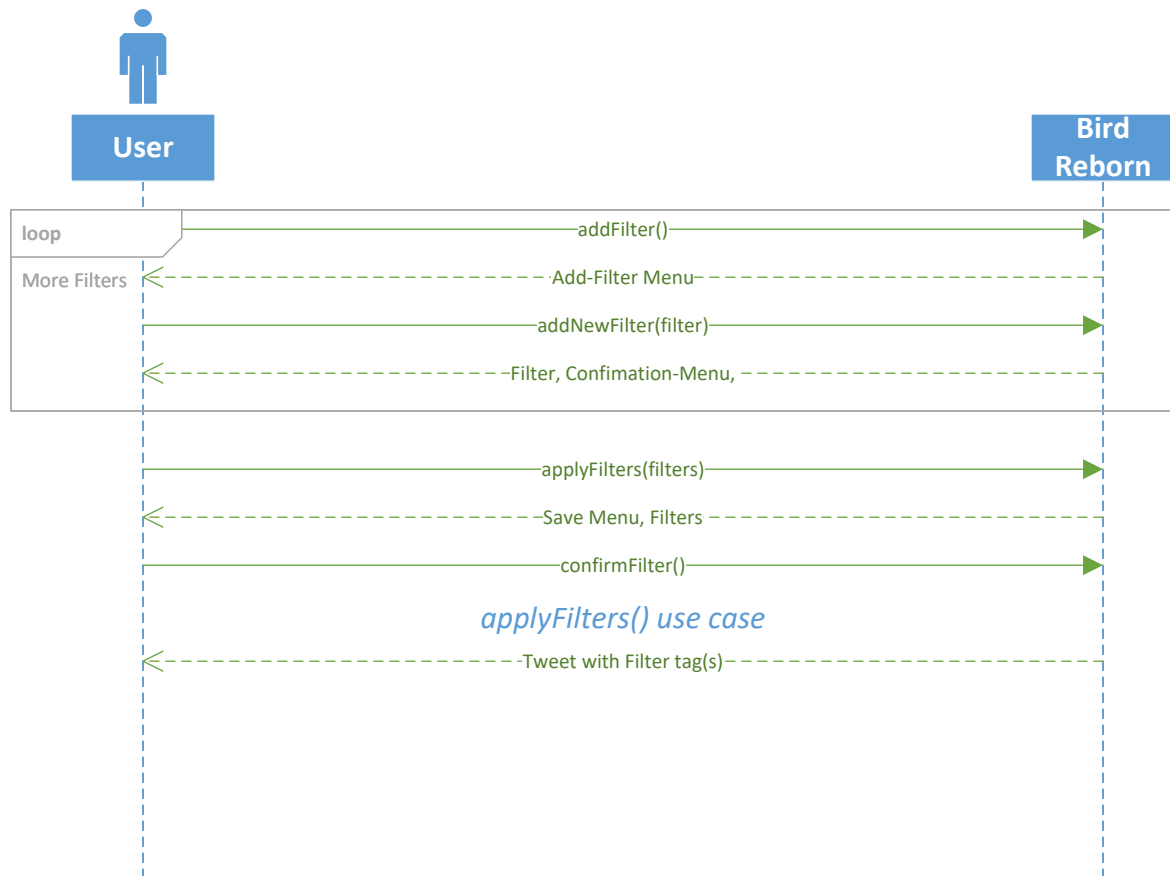 User
Bird
Reborn
loop
addFilter()
More Filters
Add-Filter Menu
addNewFilter(filter)
Filter, Confimation-Menu,
applyFilters(filters)
Save Menu, Filters
confirmFilter()
applyFilters() use case
Tweet with Filter tag(s)